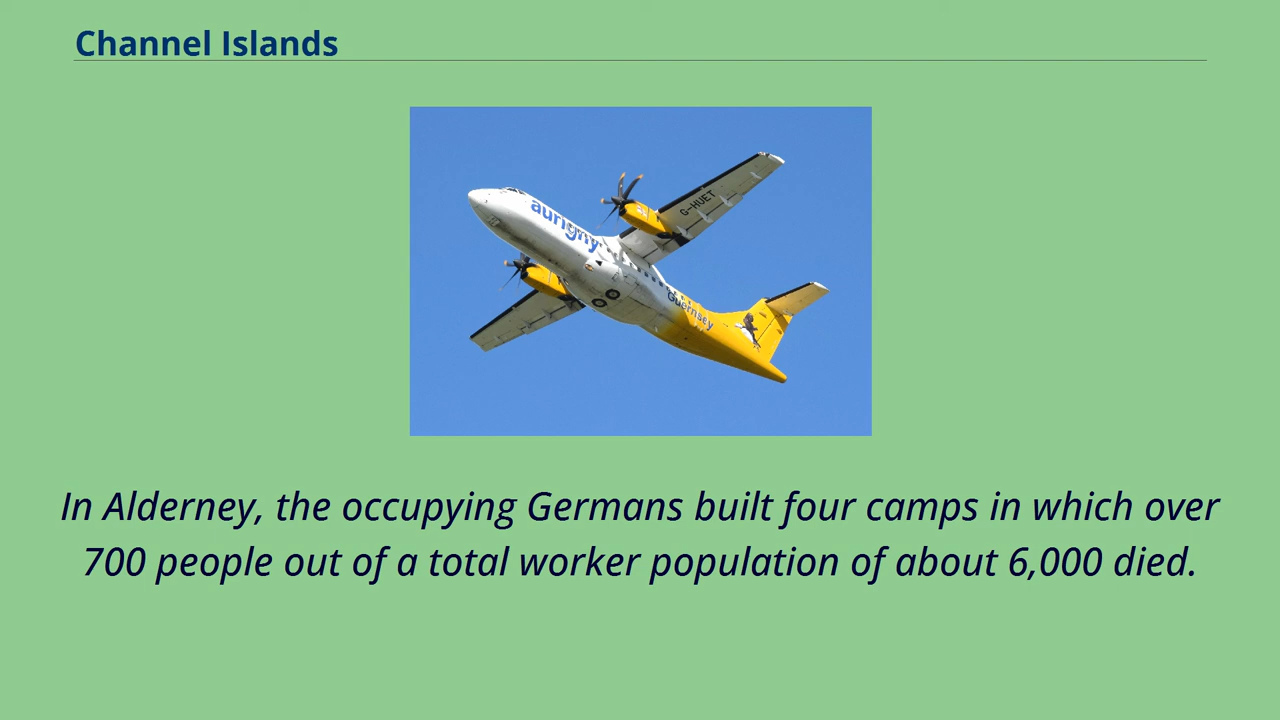 Channel Islands
aurigny
G-HUET
Guernsey
In Alderney, the occupying Germans built four camps in which over
700 people out of a total worker population of about 6,000 died.